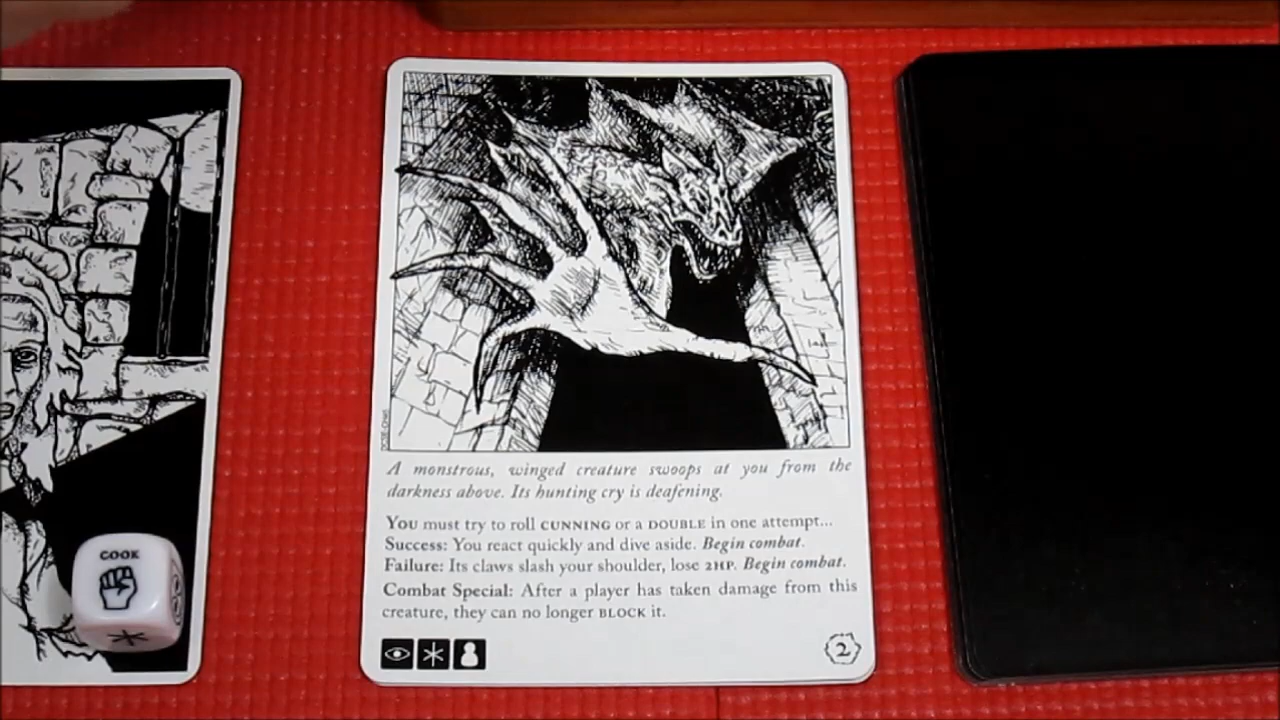 A monstrous, winged creature swoops at you from the
darkness above. Its hunting cry is deafening.
YOU must try to roll CUNNING or a DOUBLE in one attempt...
Success: You react quickly and dive aside. Begin combat.
Failure: Its claws slash your shoulder, lose 2HP. Begin combat.
Combat Special: After a player has taken damage from this
creature, they can no longer BLOCK it.
2
COOK